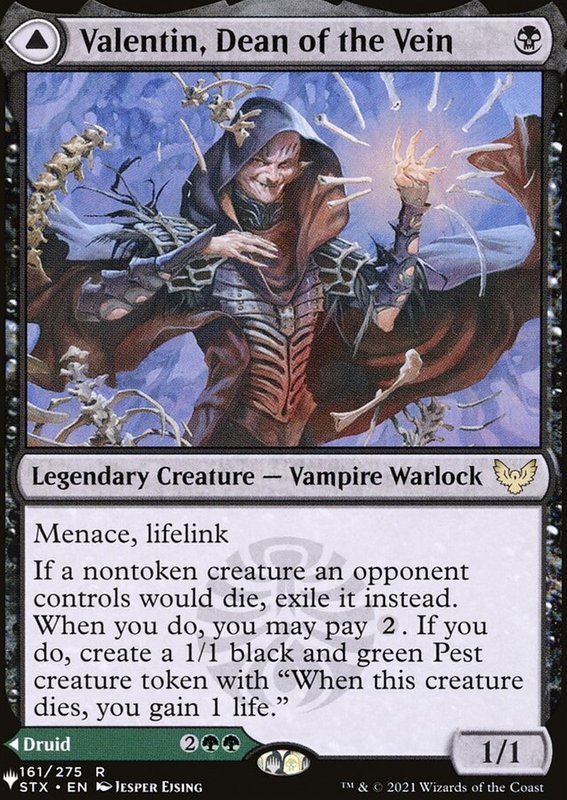 Valentin, Dean of the Vein
Legendary Creature — Vampire Warlock
Menace, lifelink
If a nontoken creature an opponent
controls would die, exile it instead.
When you do, you may pay 2. If you
do, create a 1/1 black and green Pest
creature token with “When this creature
dies, you gain 1 life.”
Druid 2
1/1
161/275 R
STX • EN Jesper Ejsing
™ & © 2021 Wizards of the Coast